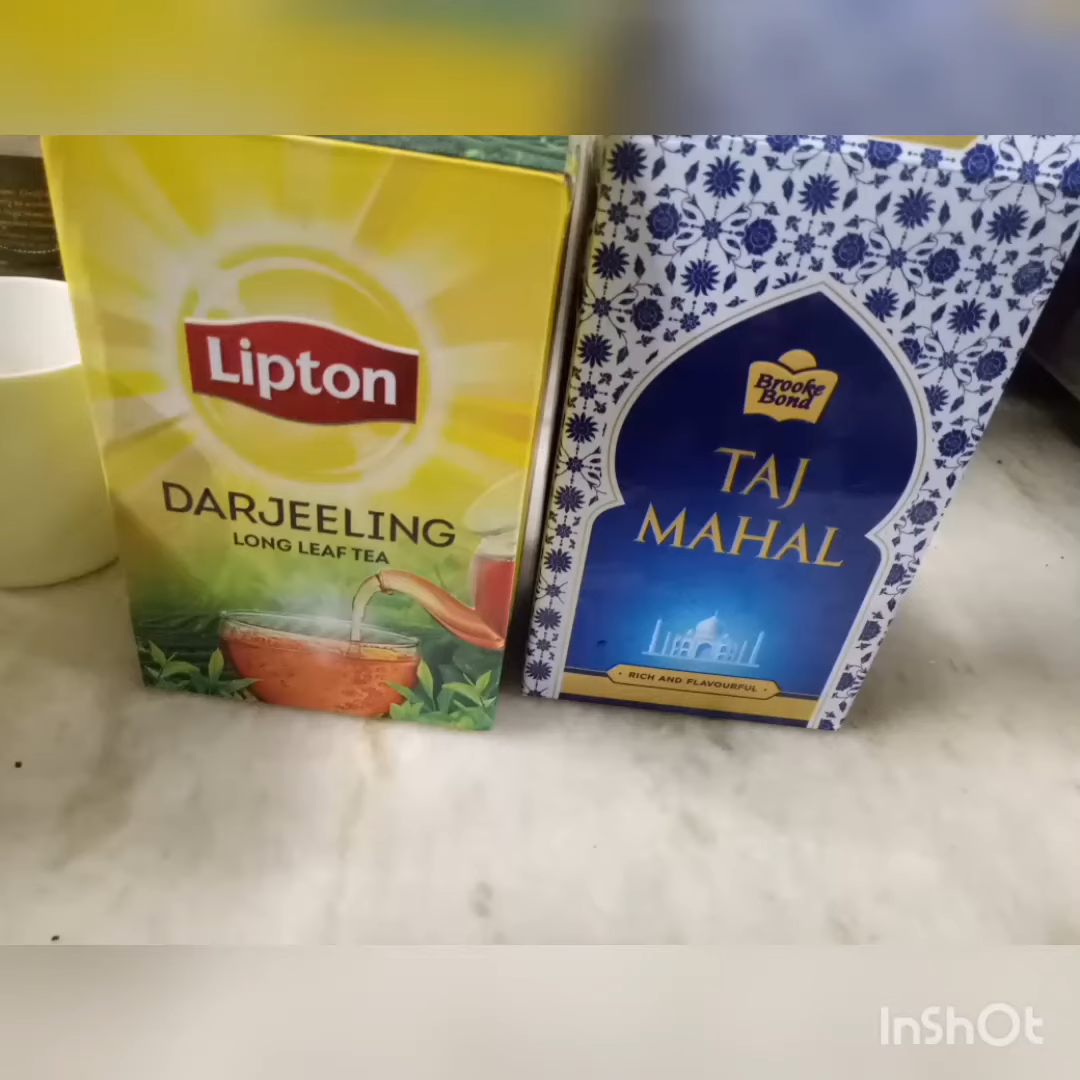 Lipton
DARJEELING
LONG LEAF TEA
Brooke
Bond
TAJ
MAHAL
RICH AND FLAVOURFUL
InShOt